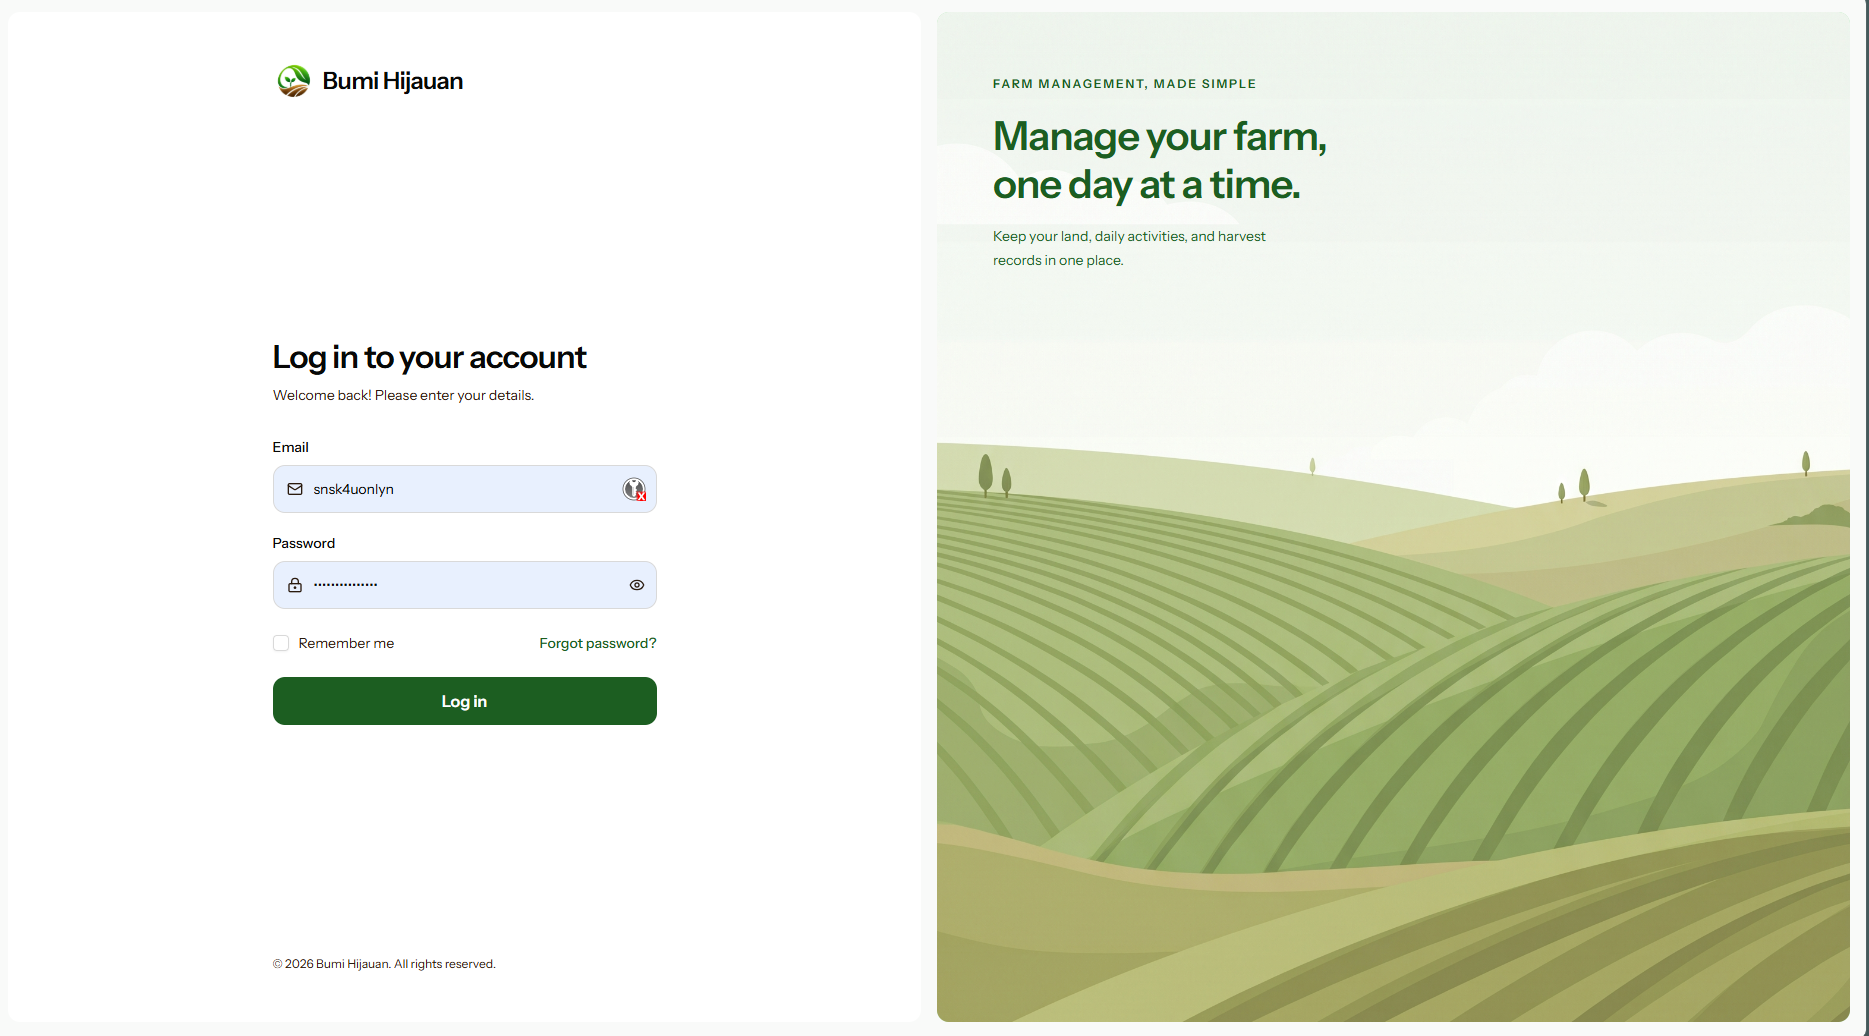 Bumi Hijauan
Log in to your account
Welcome back! Please enter your details.
Email
snsk4uonlyn
Password
•••••••••••••••
Remember me
Forgot password?
Log in
© 2026 Bumi Hijauan. All rights reserved.
FARM MANAGEMENT, MADE SIMPLE
Manage your farm,
one day at a time.
Keep your land, daily activities, and harvest
records in one place.